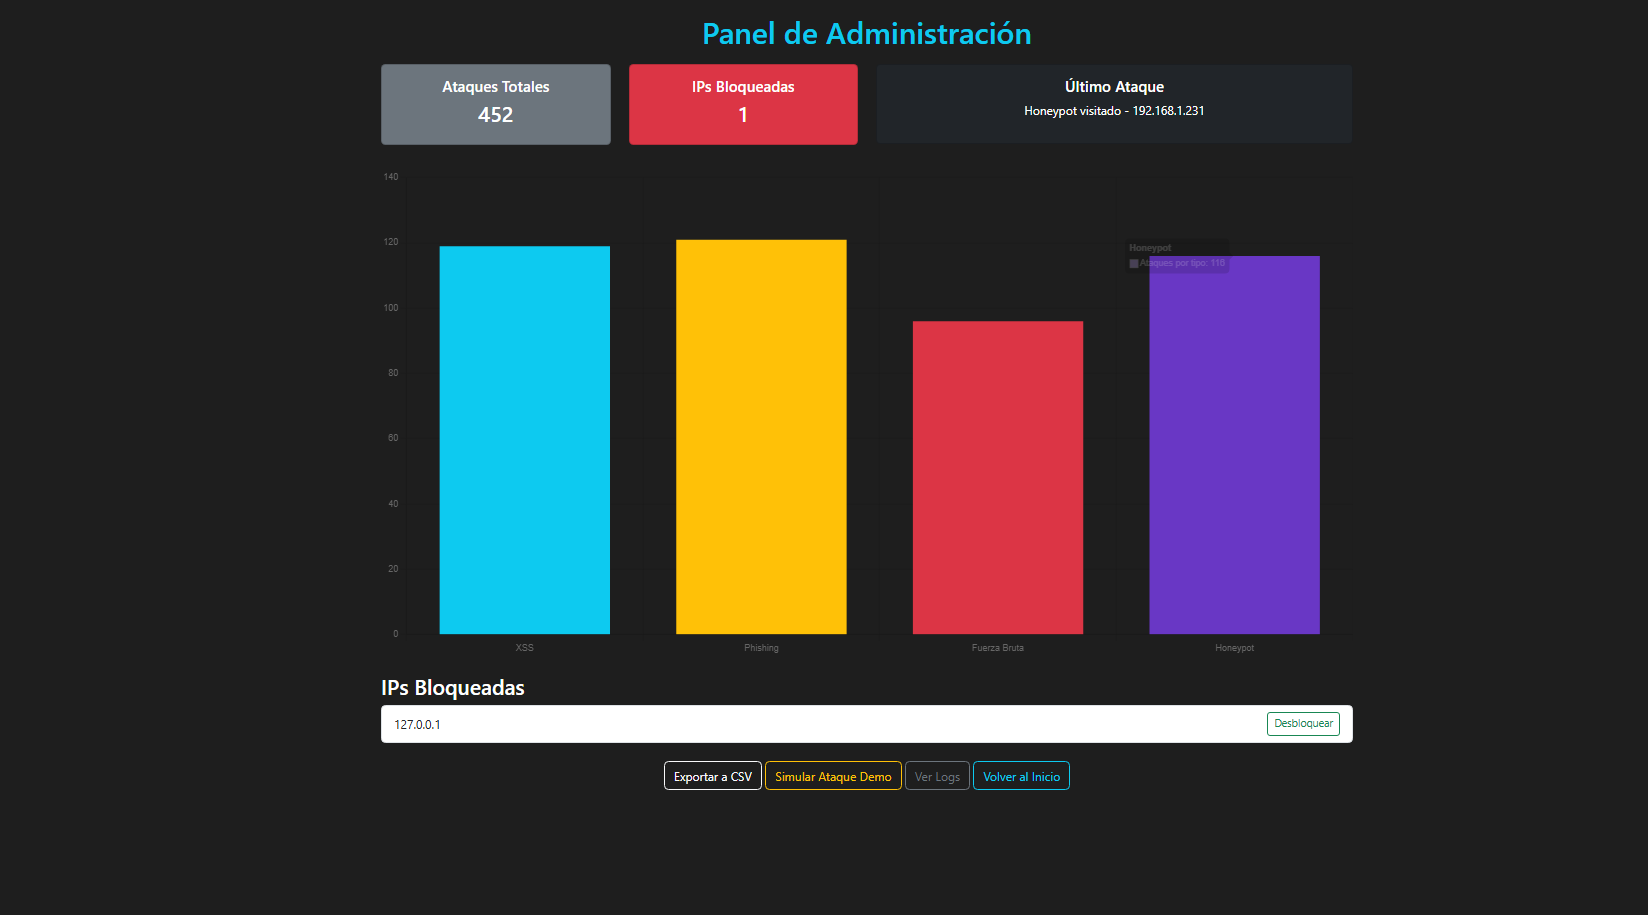 Panel de Administración
Ataques Totales
452
IPs Bloqueadas
1
Último Ataque
Honeypot visitado - 192.168.1.231
140
120
100
80
60
40
20
0
Honeypot
Ataques por tipo: 116
XSS
Phishing
Fuerza Bruta
Honeypot
IPs Bloqueadas
127.0.0.1
Desbloquear
Exportar a CSV
Simular Ataque Demo
Ver Logs
Volver al Inicio